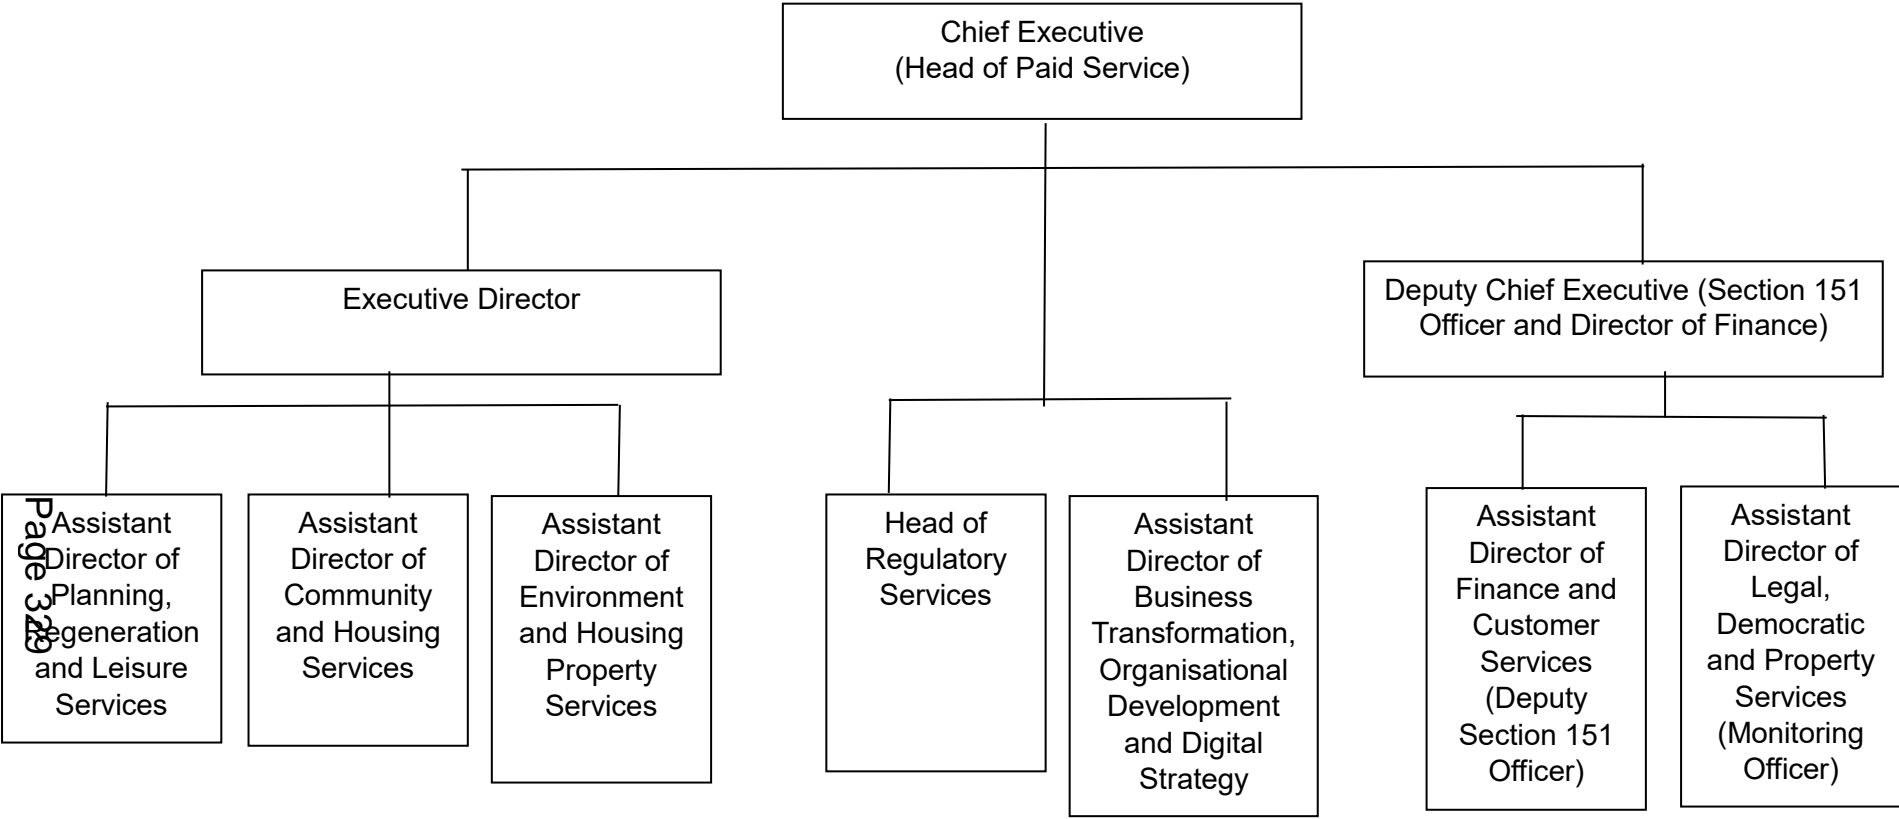 Chief Executive
(Head of Paid Service)
Executive Director
Deputy Chief Executive (Section 151
Officer and Director of Finance)
Assistant
Director of
Planning,
Regeneration
and Leisure
Services
Assistant
Director of
Community
and Housing
Services
Assistant
Director of
Environment
and Housing
Property
Services
Head of
Regulatory
Services
Assistant
Director of
Business
Transformation,
Organisational
Development
and Digital
Strategy
Assistant
Director of
Finance and
Customer
Services
(Deputy
Section 151
Officer)
Assistant
Director of
Legal,
Democratic
and Property
Services
(Monitoring
Officer)
Page 329